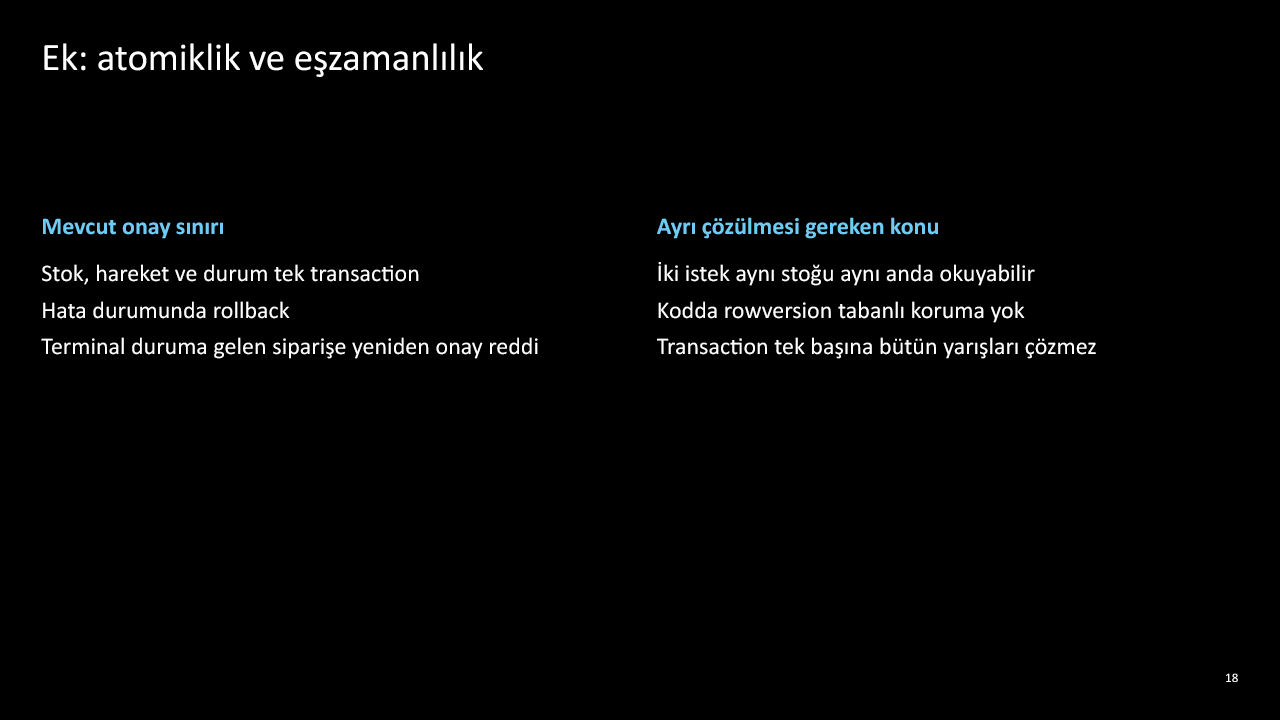 Ek: atomiklik ve eşzamanlılık
Mevcut onay sınırı
Stok, hareket ve durum tek transaction
Hata durumunda rollback
Terminal duruma gelen siparişe yeniden onay reddi
Ayrı çözülmesi gereken konu
İki istek aynı stoğu aynı anda okuyabilir
Kodda rowversion tabanlı koruma yok
Transaction tek başına bütün yarışları çözmez
18